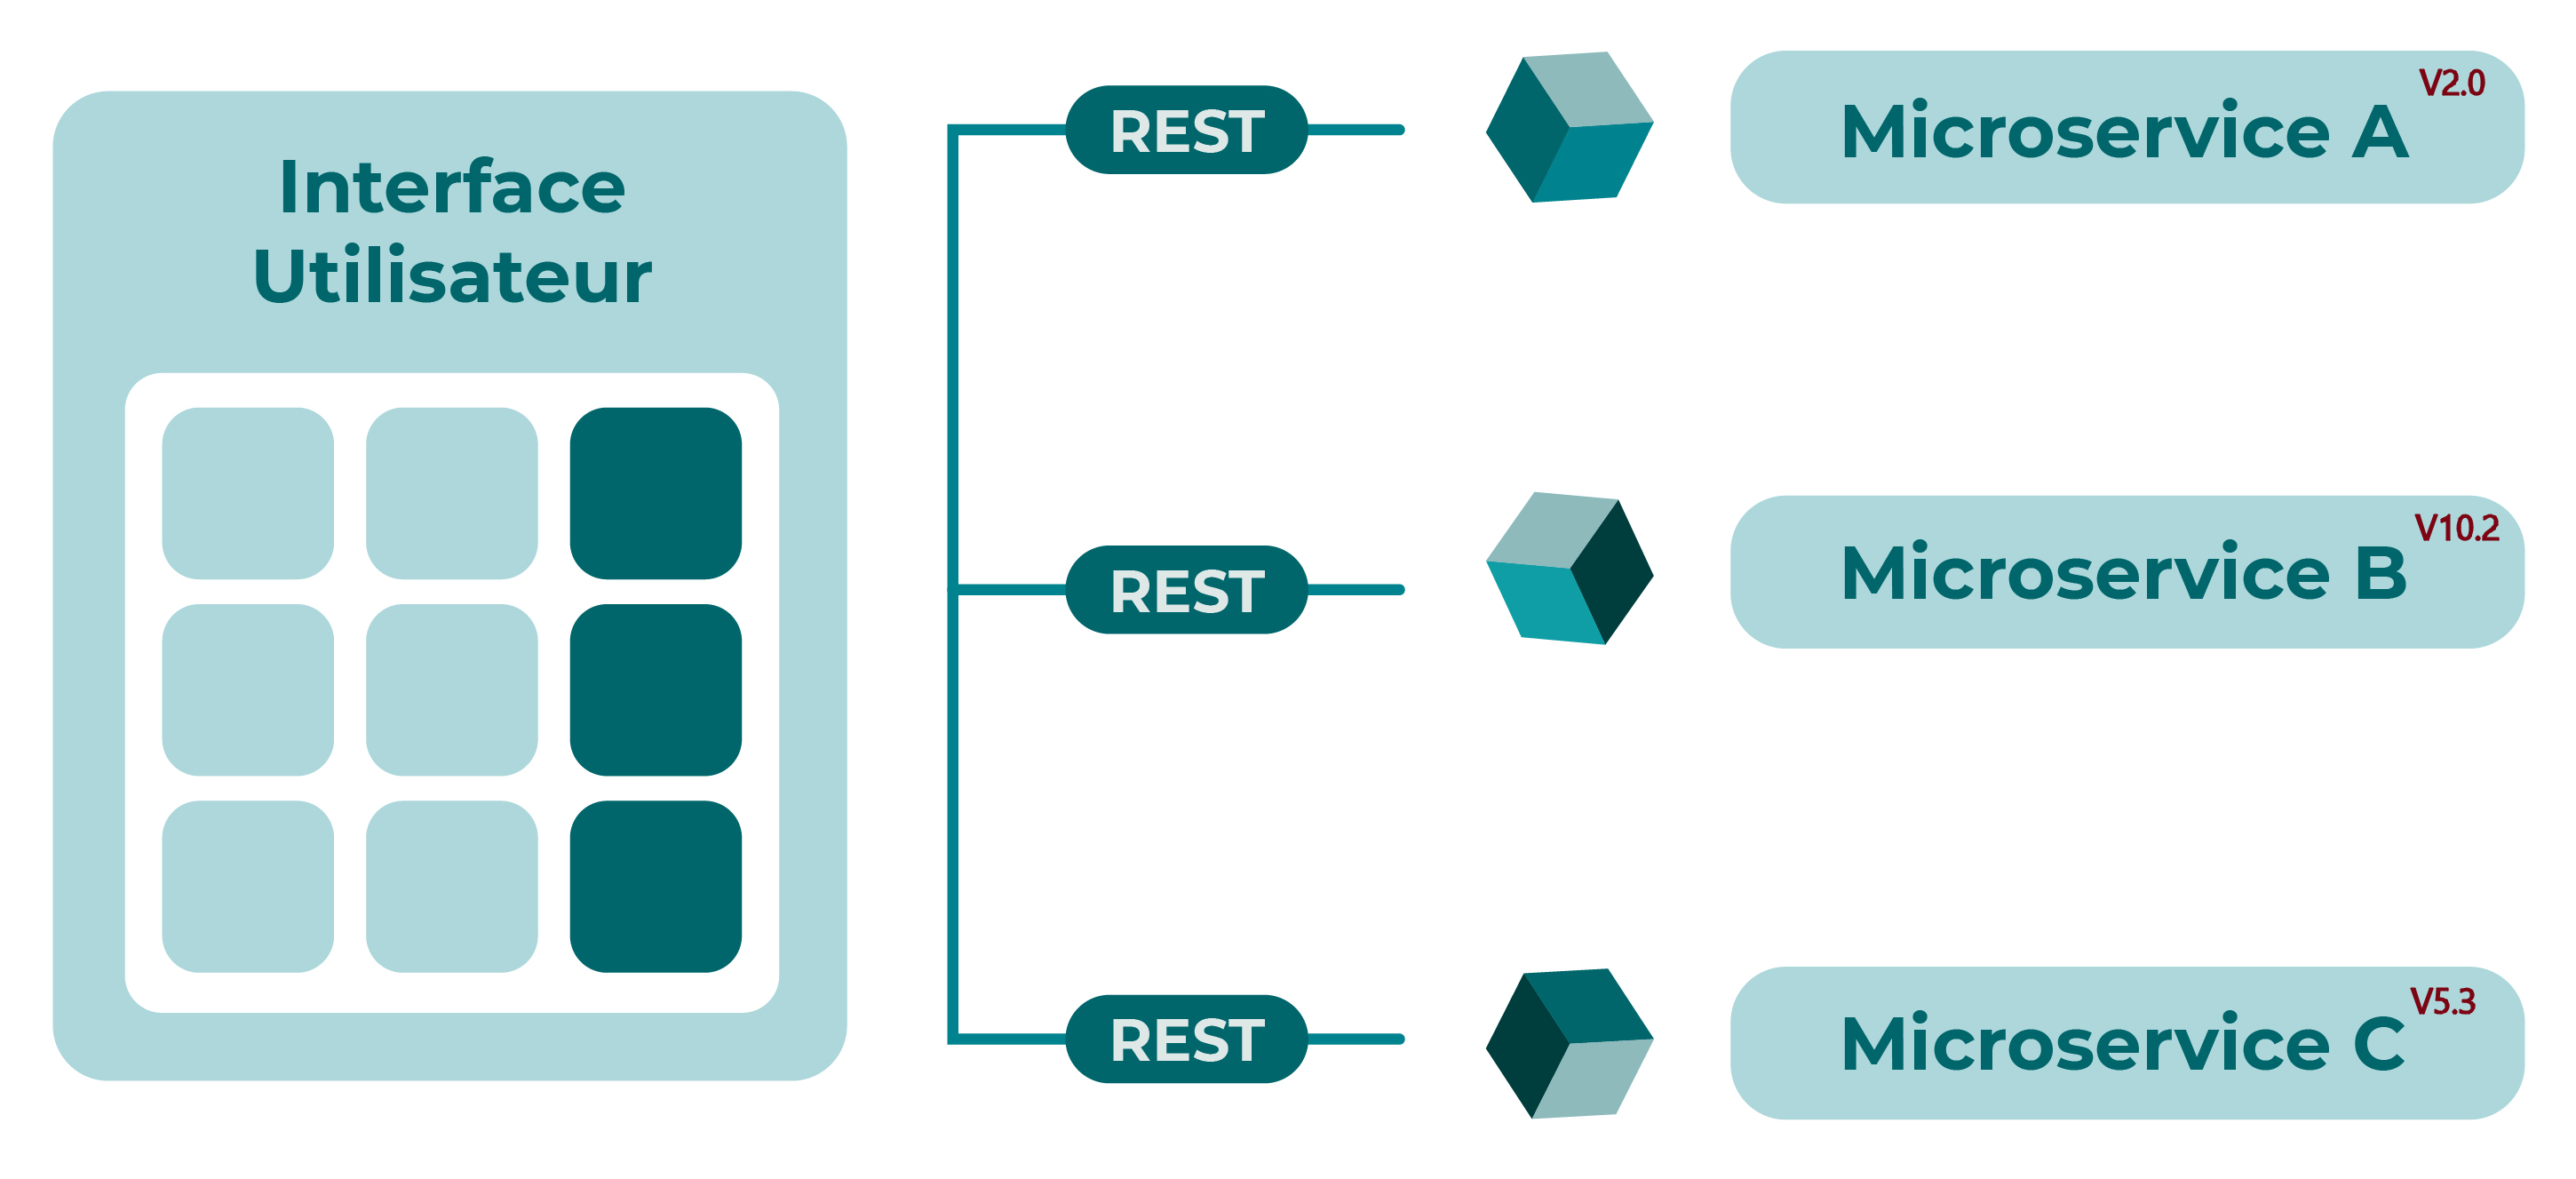 Interface
Utilisateur
REST
Microservice A
V2.0
REST
Microservice B
V10.2
REST
Microservice C
V5.3